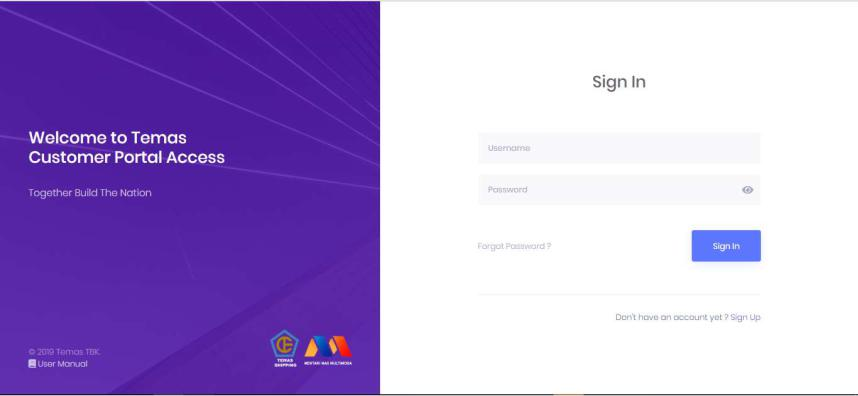 Welcome to Temas
Customer Portal Access
Together Build The Nation
© 2019 Temas TBK.
User Manual
TEMAS
SHIPPING
MENTARI MAS MULTIMODA
Sign In
Username
Password
Forgot Password ?
Sign In
Don't have an account yet ? Sign Up